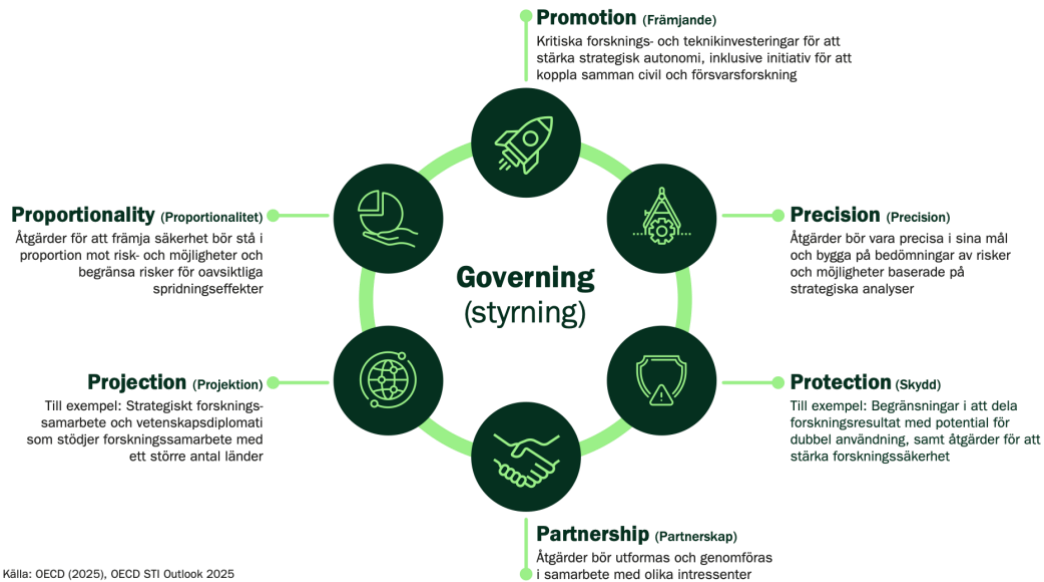 Promotion (Främjande)
Kritiska forsknings- och teknikinvesteringar för att
stärka strategisk autonomi, inklusive initiativ för att
koppla samman civil och försvarsforskning
Proportionality (Proportionalitet)
Åtgärder för att främja säkerhet bör stå i
proportion mot risk- och möjligheter och
begränsa risker för oavsiktliga
spridningseffekter
Precision (Precision)
Åtgärder bör vara precisa i sina mål
och bygga på bedömningar av risker
och möjligheter baserade på
strategiska analyser
Governing
(styrning)
Projection (Projektion)
Till exempel: Strategiskt forsknings-
samarbete och vetenskapsdiplomati
som stödjer forskningssamarbete med
ett större antal länder
Protection (Skydd)
Till exempel: Begränsningar i att dela
forskningsresultat med potential för
dubbel användning, samt åtgärder för att
stärka forskningssäkerhet
Partnership (Partnerskap)
Åtgärder bör utformas och genomföras
i samarbete med olika intressenter
Källa: OECD (2025), OECD STI Outlook 2025